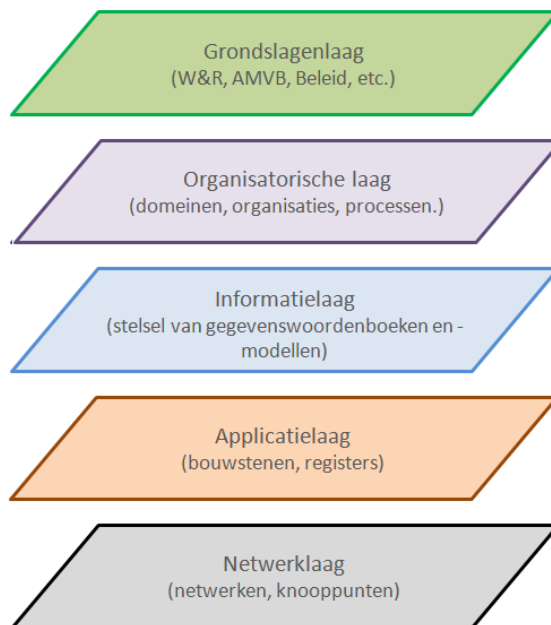 Grondslagenlaag
(W&R, AMVB, Beleid, etc.)
Organisatorische laag
(domeinen, organisaties, processen.)
Informatielaag
(stelsel van gegevenswoordenboeken en -
modellen)
Applicatielaag
(bouwstenen, registers)
Netwerklaag
(netwerken, knooppunten)